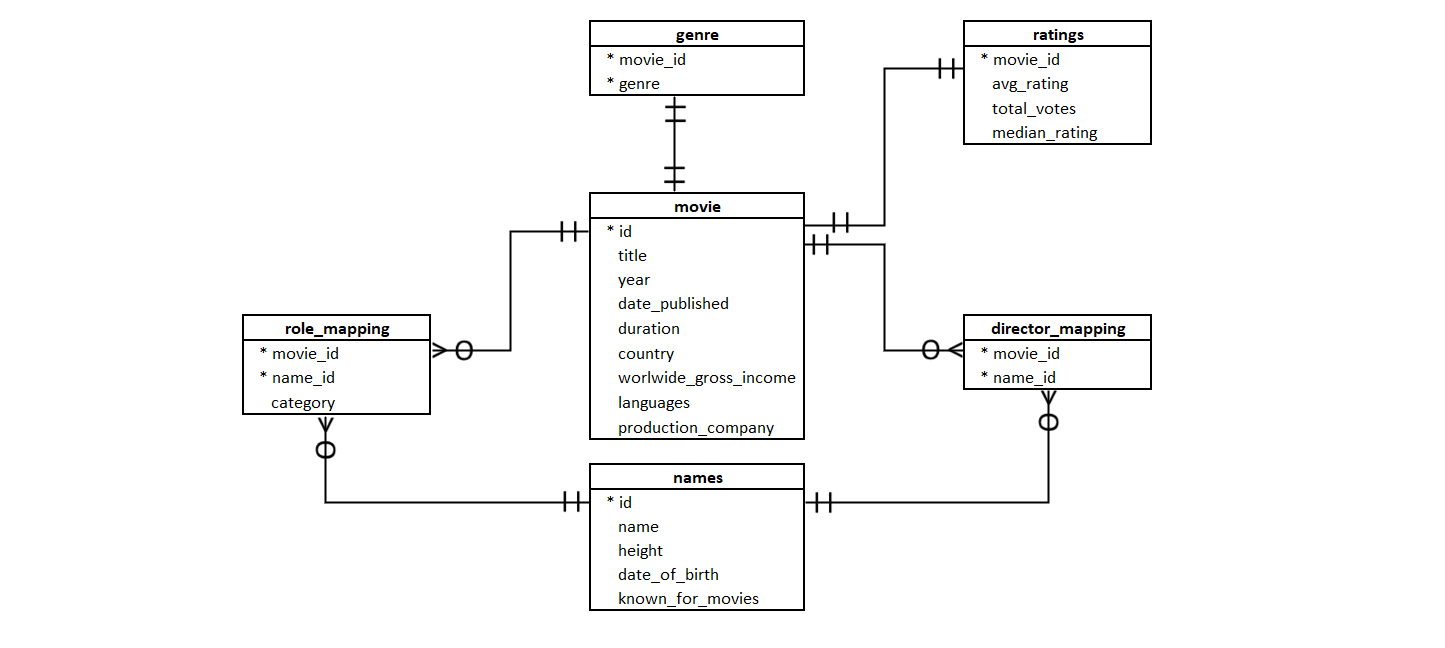 genre
* movie_id
* genre
ratings
* movie_id
avg_rating
total_votes
median_rating
movie
* id
title
year
date_published
duration
country
worlwide_gross_income
languages
production_company
role_mapping
* movie_id
* name_id
category
director_mapping
* movie_id
* name_id
names
* id
name
height
date_of_birth
known_for_movies